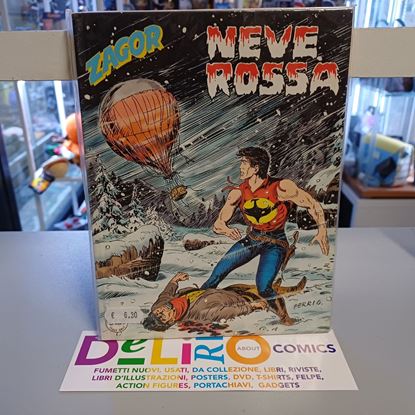 ZAGOR
NEVE
ROSSA
€ 6,30
FERRI G.
DeLiRiO ABOUT COMICS
FUMETTI NUOVI, USATI, DA COLLEZIONE, LIBRI, RIVISTE,
LIBRI D'ILLUSTRAZIONI, POSTERS, DVD, T-SHIRTS, FELPE,
ACTION FIGURES, PORTACHIAVI, GADGETS